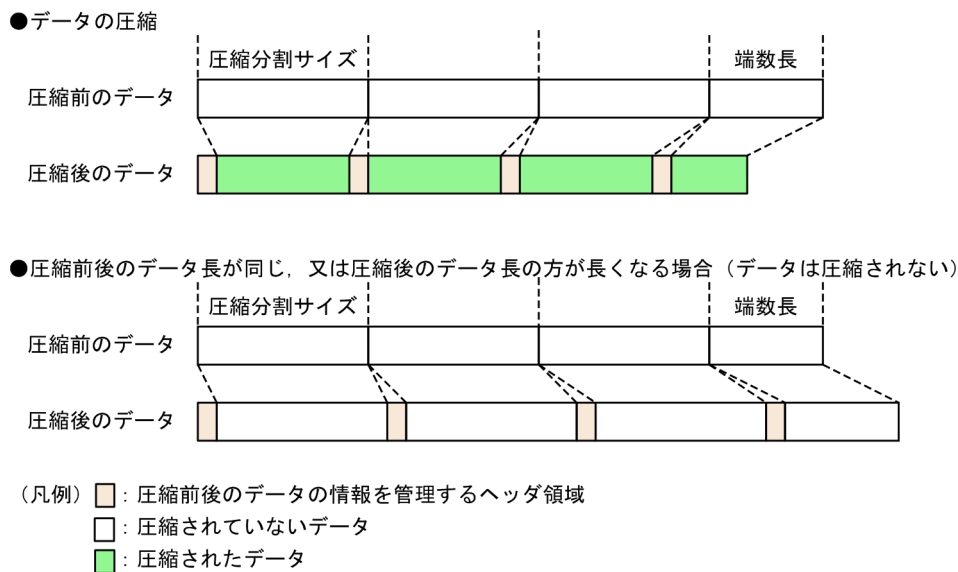 ●データの圧縮
圧縮分割サイズ 端数長
圧縮前のデータ
圧縮後のデータ
●圧縮前後のデータ長が同じ，又は圧縮後のデータ長の方が長くなる場合（データは圧縮されない）
圧縮分割サイズ 端数長
圧縮前のデータ
圧縮後のデータ
（凡例） ：圧縮前後のデータの情報を管理するヘッダ領域
：圧縮されていないデータ
：圧縮されたデータ